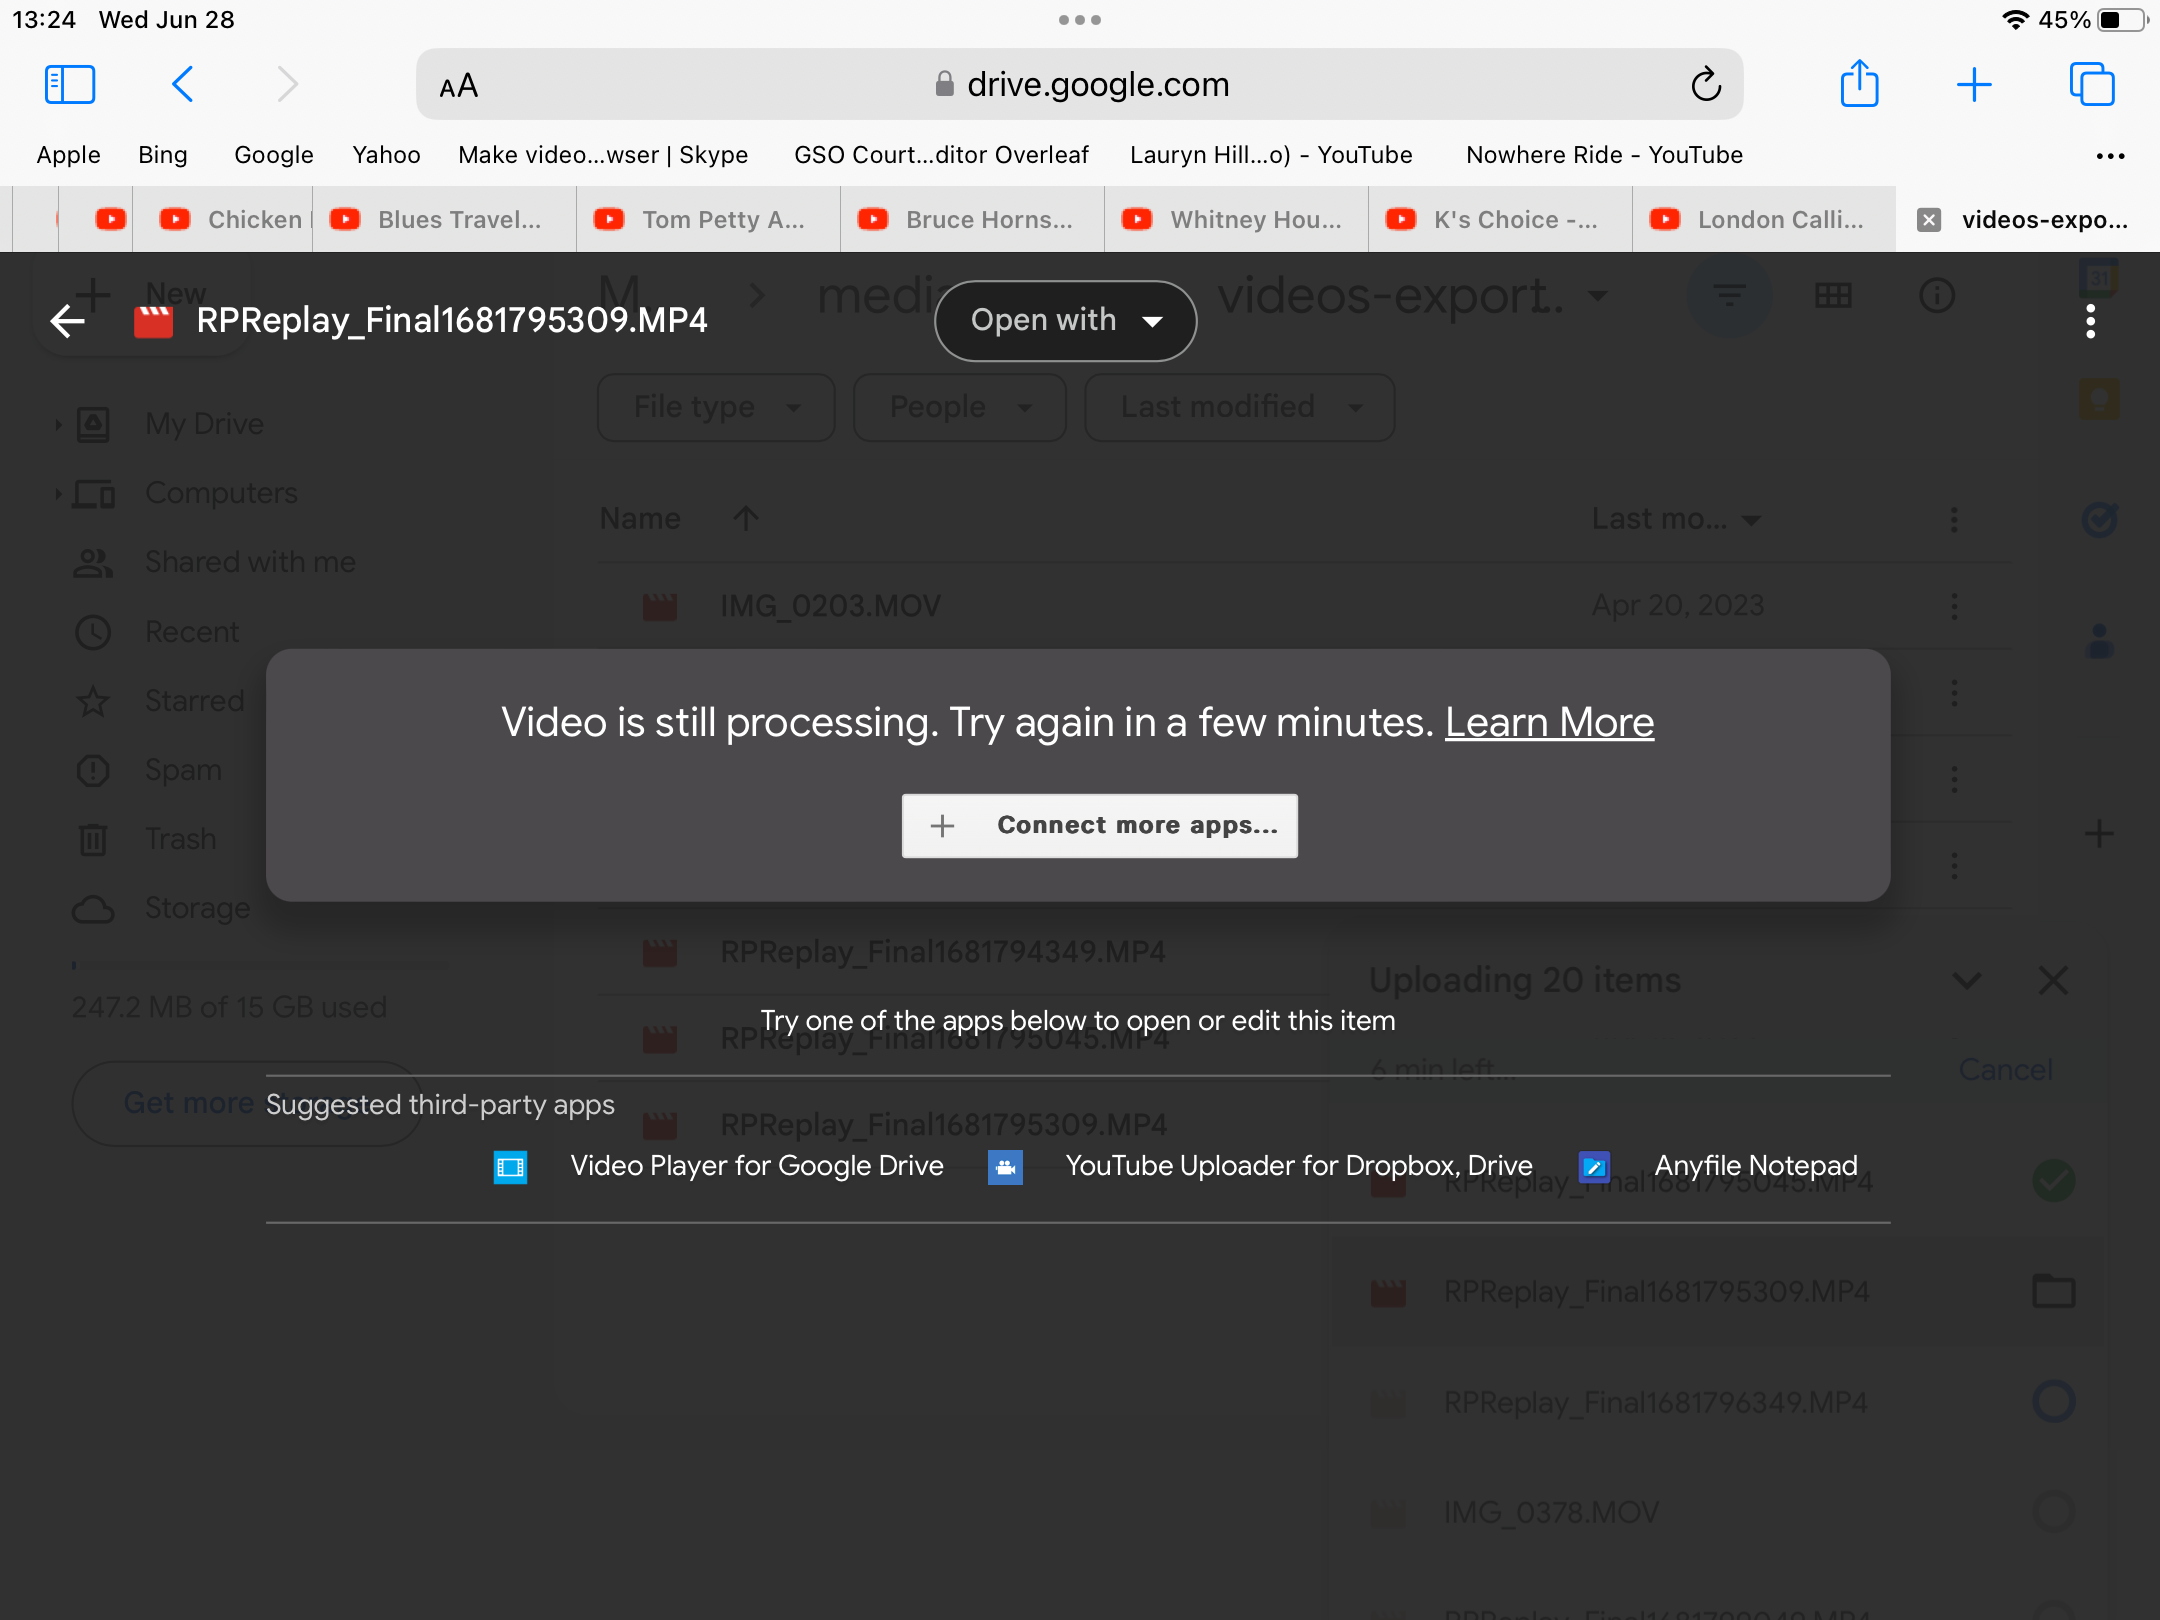 13:24 Wed Jun 28
45%
AA
drive.google.com
Apple Bing Google Yahoo Make video...wser | Skype GSO Court...ditor Overleaf Lauryn Hill...o) - YouTube Nowhere Ride - YouTube
Chicken Blues Travel... Tom Petty A... Bruce Horns... Whitney Hou... K's Choice -... London Calli... videos-expo...
New
M... media videos-export..
31
RPReplay_Final1681795309.MP4
Open with
File type People Last modified
My Drive
Computers
Shared with me
Recent
Starred
Spam
Trash
Storage
247.2 MB of 15 GB used
Get more
Name Last mo...
IMG_0203.MOV Apr 20, 2023
Video is still processing. Try again in a few minutes. Learn More
Connect more apps...
RPReplay_Final1681794349.MP4
RPReplay_Final1681795045.MP4
RPReplay_Final1681795309.MP4
Try one of the apps below to open or edit this item
Suggested third-party apps
Video Player for Google Drive YouTube Uploader for Dropbox, Drive Anyfile Notepad
Uploading 20 items
6 min left... Cancel
RPReplay_Final1681795045.MP4
RPReplay_Final1681795309.MP4
RPReplay_Final1681796349.MP4
IMG_0378.MOV